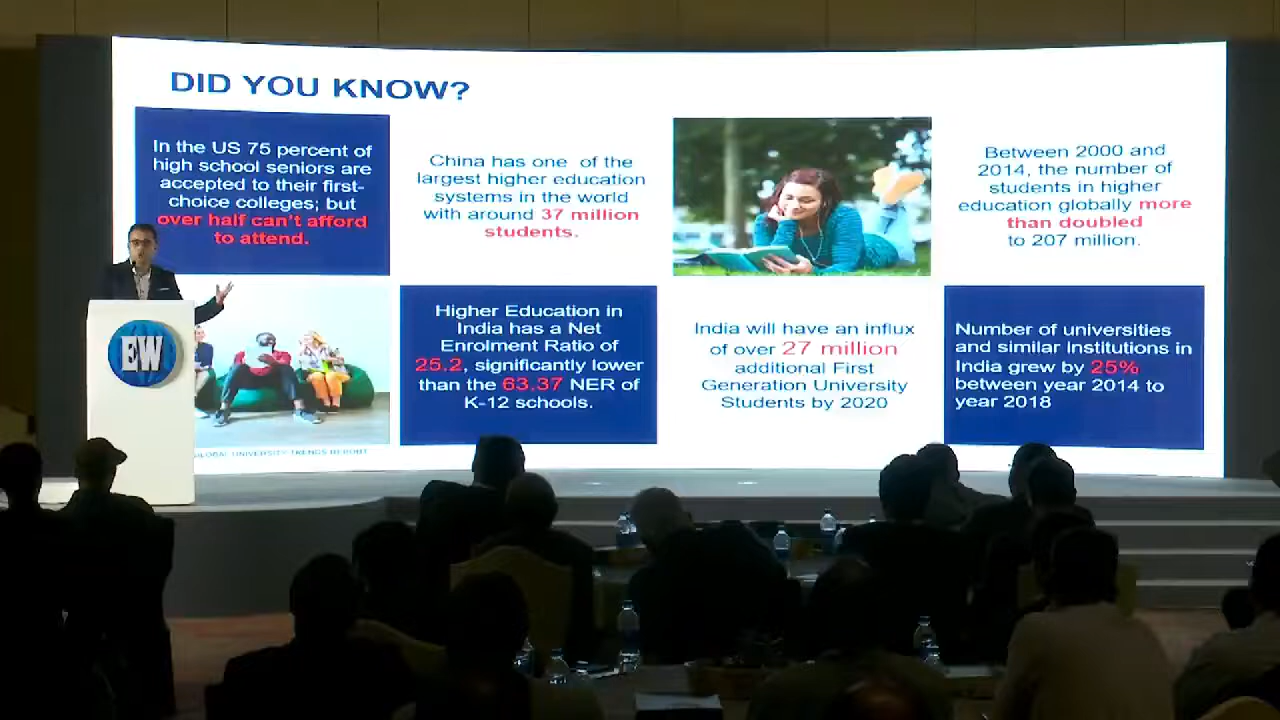 DID YOU KNOW?
In the US 75 percent of
high school seniors are
accepted to their first-
choice colleges; but
over half can't afford
to attend.
China has one of the
largest higher education
systems in the world
with around 37 million
students.
Between 2000 and
2014, the number of
students in higher
education globally more
than doubled
to 207 million.
Higher Education in
India has a Net
Enrolment Ratio of
25.2, significantly lower
than the 63.37 NER of
K-12 schools.
India will have an influx
of over 27 million
additional First
Generation University
Students by 2020
Number of universities
and similar Institutions in
India grew by 25%
between year 2014 to
year 2018
GLOBAL UNIVERSITY TRENDS REPORT
EW